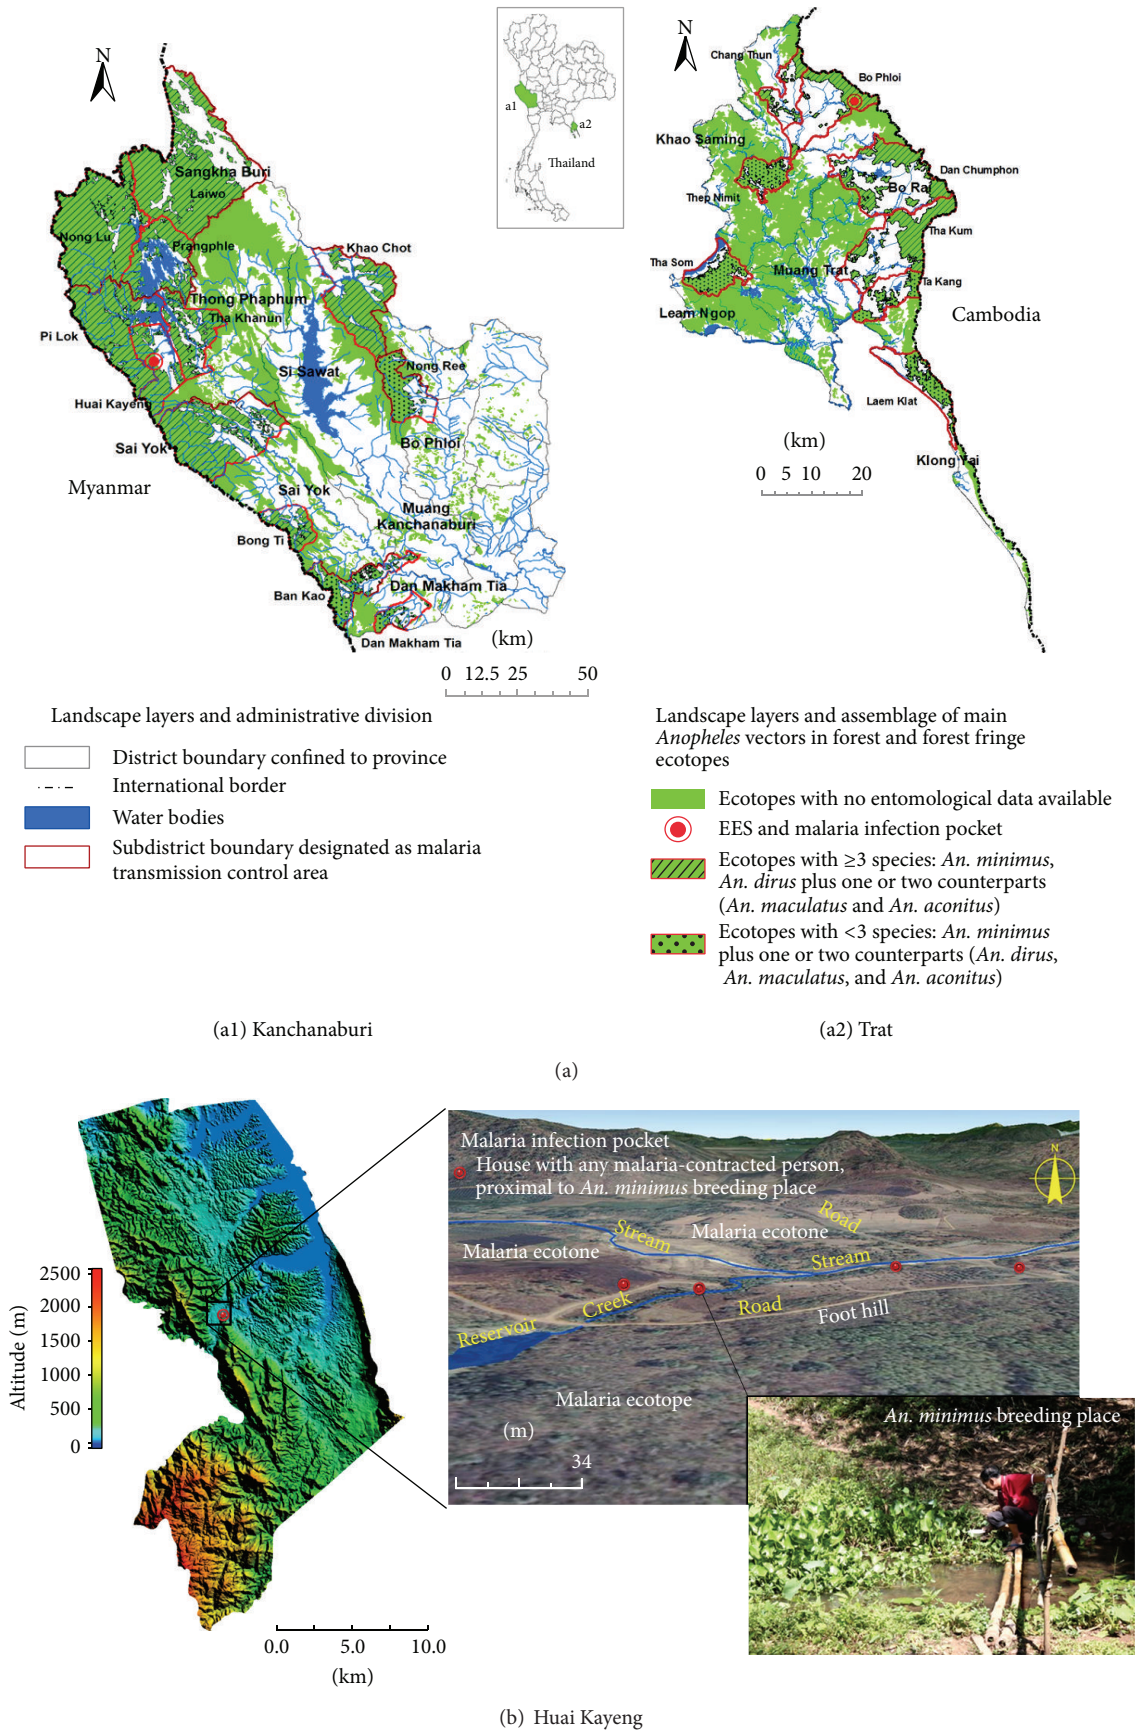 N
Sangkha Buri
Laiwo
Nong Lu
Prangphle
Khao Chot
Thong Phaphum
Tha Khanun
Pi Lok
Si Sawat
Nong Ree
Huai Kayeng
Bo Phloi
Sai Yok
Myanmar
Sai Yok
Muang
Kanchanaburi
Bong Ti
Ban Kao
Dan Makham Tia
Dan Makham Tia
(km)
0 12.5 25 50
a1
a2
Thailand
N
Chang Thun
Bo Phloi
Khao Saming
Dan Chumphon
Bo Rai
Thep Nimit
Tha Kum
Tha Som
Muang Trat
Ta Kang
Leam Ngop
Cambodia
Laem Klat
(km)
Klong Yai
0 5 10 20
Landscape layers and administrative division
District boundary confined to province
International border
Water bodies
Subdistrict boundary designated as malaria
transmission control area
Landscape layers and assemblage of main
Anopheles vectors in forest and forest fringe
ecotopes
Ecotopes with no entomological data available
EES and malaria infection pocket
Ecotopes with ≥3 species: An. minimus,
An. dirus plus one or two counterparts
(An. maculatus and An. aconitus)
Ecotopes with <3 species: An. minimus
plus one or two counterparts (An. dirus,
An. maculatus, and An. aconitus)
(a1) Kanchanaburi
(a2) Trat
(a)
Altitude (m)
2500
2000
1500
1000
500
0
0.0 5.0 10.0
(km)
Malaria infection pocket
House with any malaria-contracted person,
proximal to An. minimus breeding place
N
Road
Stream
Malaria ecotone
Malaria ecotone
Stream
Creek
Road
Foot hill
Reservoir
Malaria ecotope
(m)
34
An. minimus breeding place
(b) Huai Kayeng